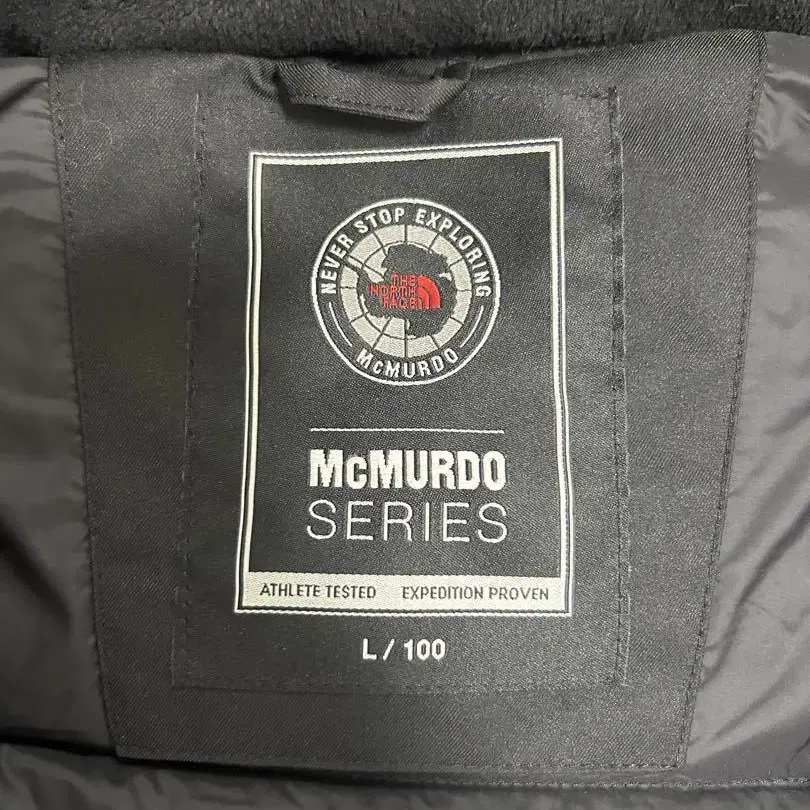 NEVER STOP EXPLORING
THE
NORTH
FACE
McMURDO
McMURDO
SERIES
ATHLETE TESTED EXPEDITION PROVEN
L / 100